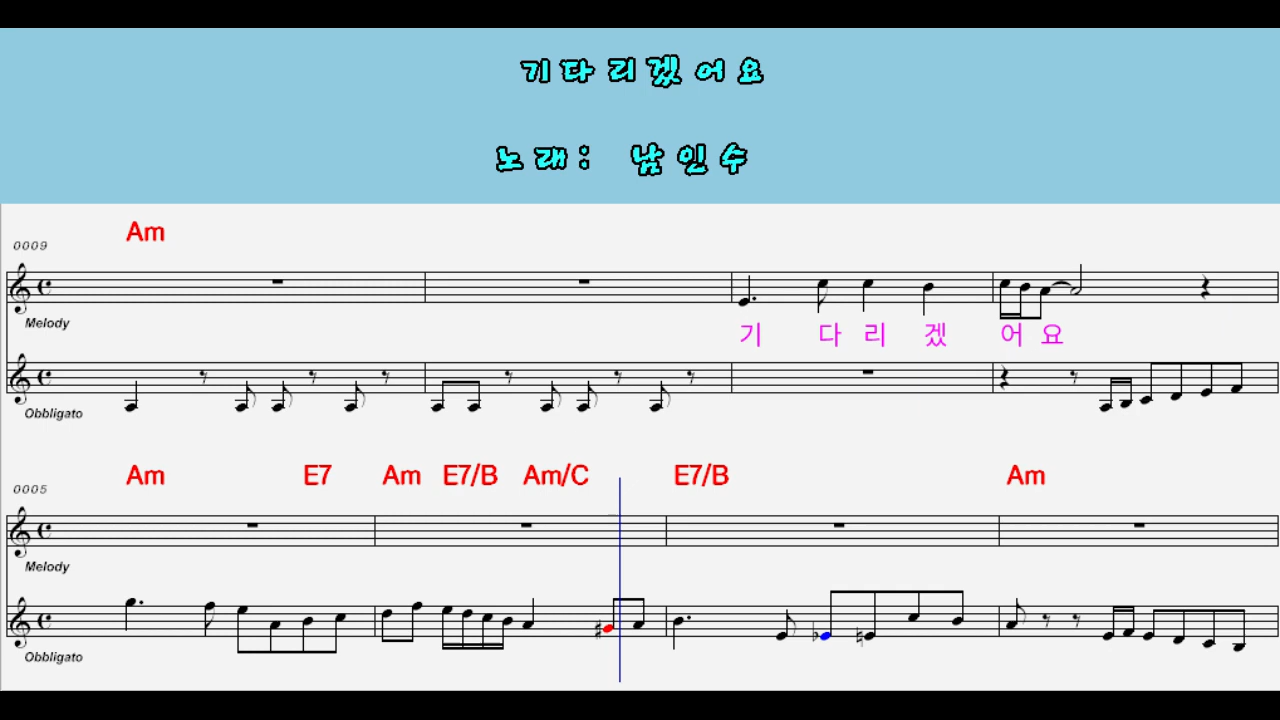 기다리겠어요
노래: 남인수
Am
0009
Melody
기 다 리 겠 어 요
Obbligato
Am E7 Am E7/B Am/C E7/B Am
0005
Melody
Obbligato